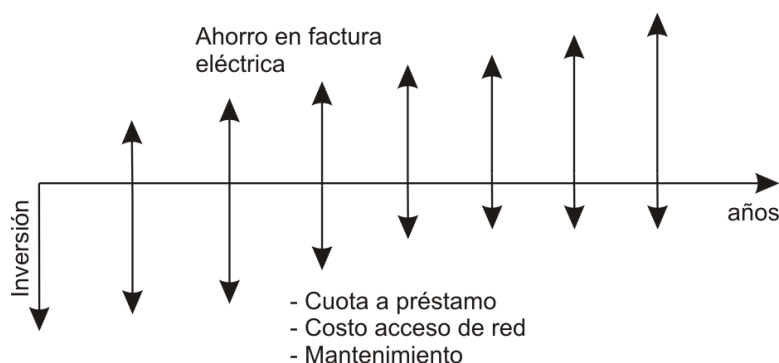 Ahorro en factura
eléctrica
Inversión
años
- Cuota a préstamo
- Costo acceso de red
- Mantenimiento